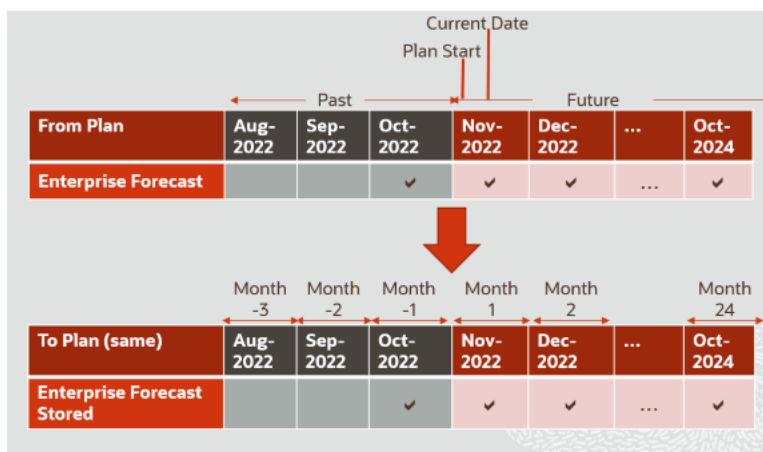 Current Date
Plan Start
Past Future
From Plan Aug-2022 Sep-2022 Oct-2022 Nov-2022 Dec-2022 ... Oct-2024
Enterprise Forecast ✔ ✔ ✔ ... ✔
Month -3 Month -2 Month -1 Month 1 Month 2 Month 24
To Plan (same) Aug-2022 Sep-2022 Oct-2022 Nov-2022 Dec-2022 ... Oct-2024
Enterprise Forecast Stored ✔ ✔ ✔ ... ✔